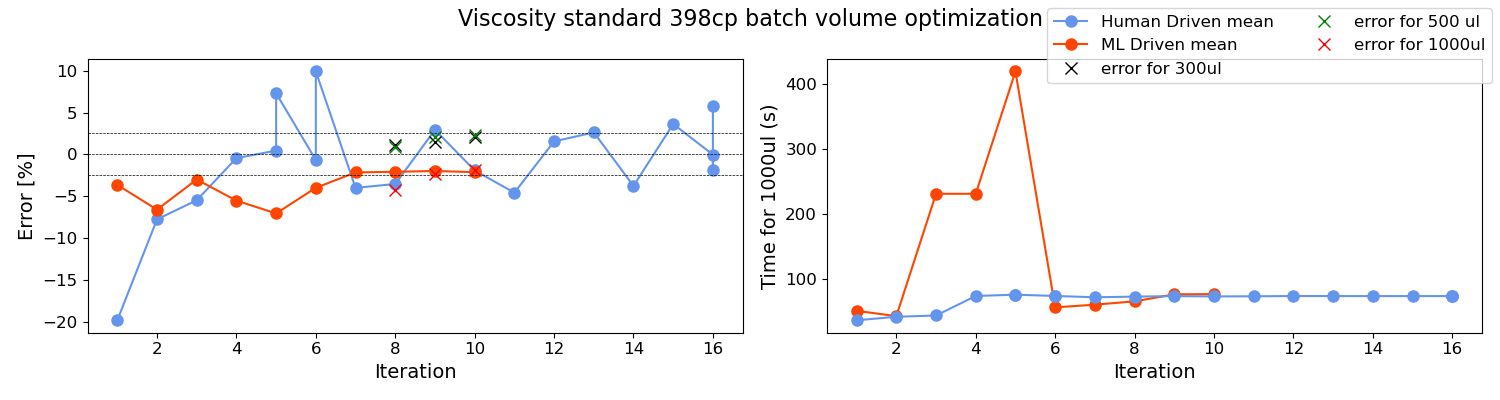 Viscosity standard 398cp batch volume optimization
Human Driven mean
ML Driven mean
error for 300ul
error for 500 ul
error for 1000ul
Error [%]
10
5
0
−5
−10
−15
−20
2 4 6 8 10 12 14 16
Iteration
Time for 1000ul (s)
400
300
200
100
2 4 6 8 10 12 14 16
Iteration